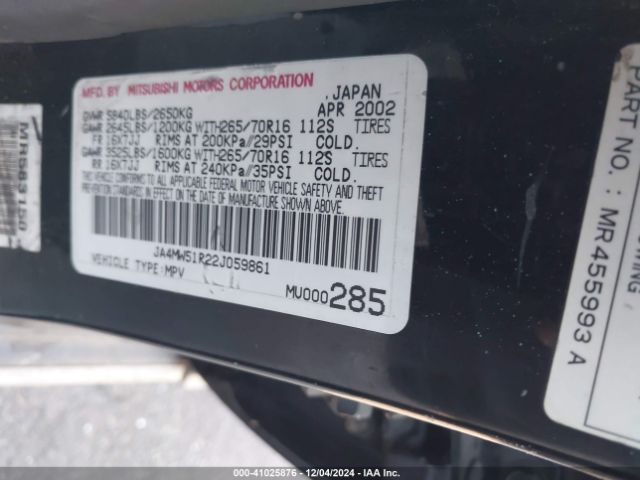 MFD. BY MITSUBISHI MOTORS CORPORATION
, JAPAN
GVWR 5840LBS/2650KG APR 2002
GAWR 2645LBS/1200KG WITH265/70R16 112S TIRES
FR 16X7JJ RIMS AT 200KPa//29PSI COLD.
GAWR 3525LBS/1600KG WITH265/70R16 112S TIRES
RR 16X7JJ RIMS AT 240KPa//35PSI COLD.
THIS VEHICLE CONFORMS TO ALL APPLICABLE FEDERAL MOTOR VEHICLE SAFETY AND THEFT
PREVENTION STANDARDS IN EFFECT ON THE DATE OF MANUFACTURE SHOWN ABOVE.
JA4MW51R22J059861
VEHICLE TYPE:MPV
MU000285
PART NO. : MR455993 A
000-41025876 - 12/04/2024 - IAA.com